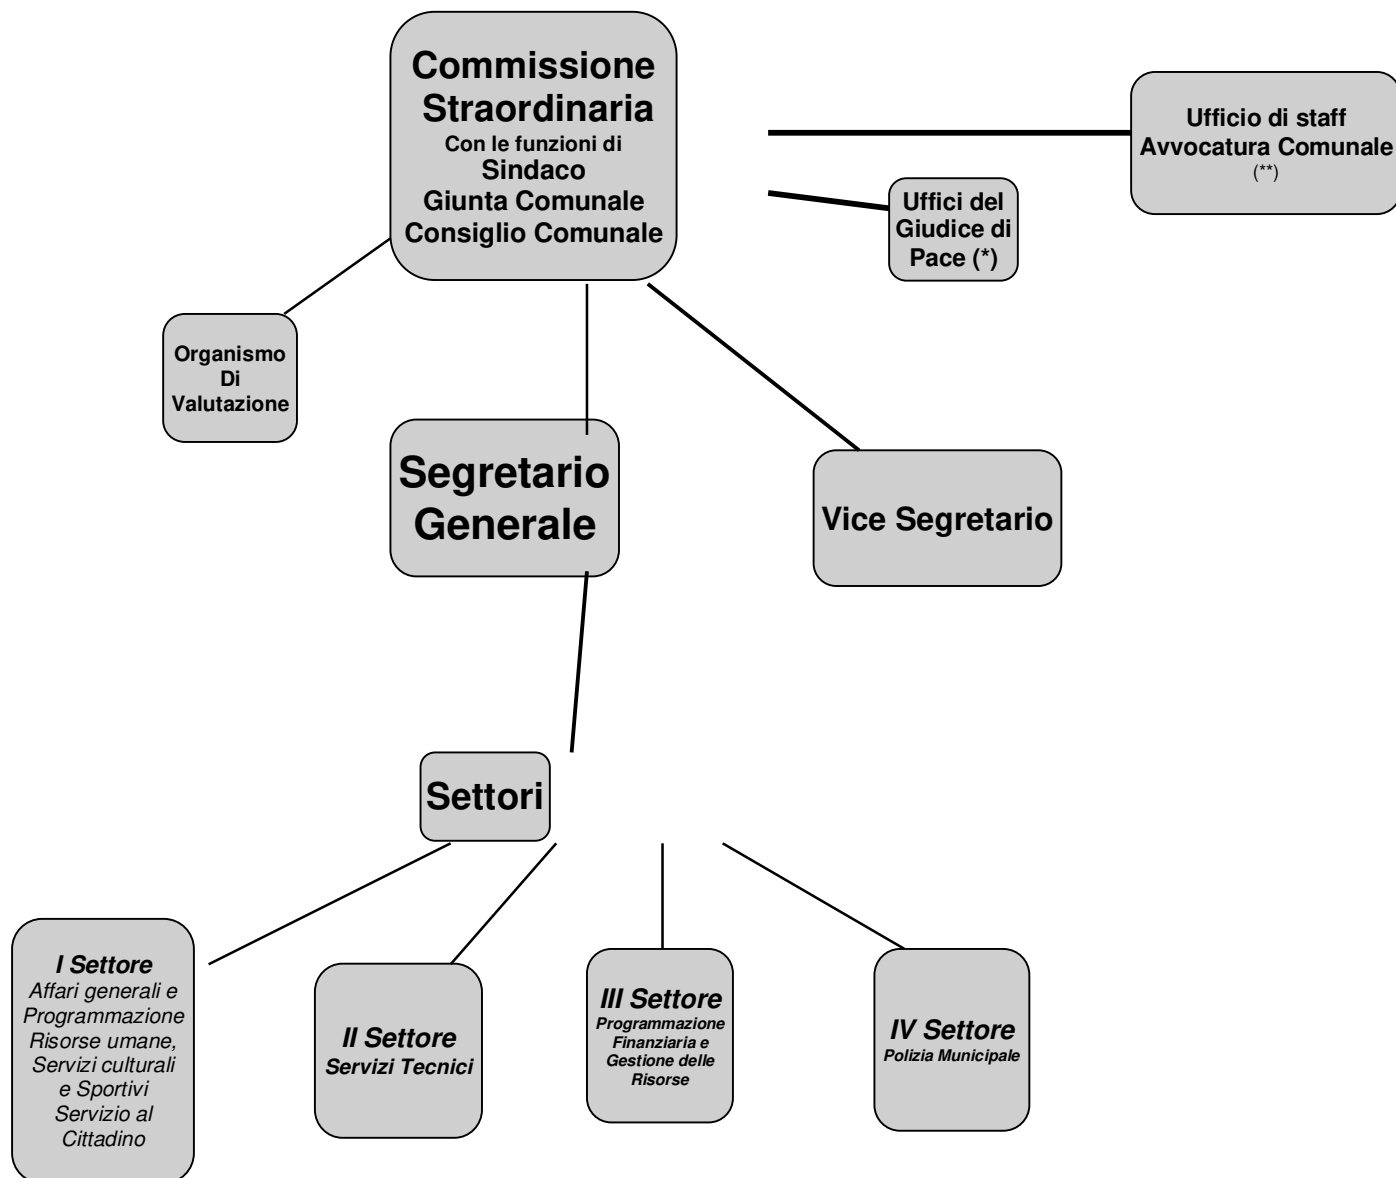 Commissione
Straordinaria
Con le funzioni di
Sindaco
Giunta Comunale
Consiglio Comunale
Ufficio di staff
Avvocatura Comunale
(**)
Uffici del
Giudice di
Pace (*)
Organismo
Di
Valutazione
Segretario
Generale
Vice Segretario
Settori
I Settore
Affari generali e
Programmazione
Risorse umane,
Servizi culturali
e Sportivi
Servizio al
Cittadino
II Settore
Servizi Tecnici
III Settore
Programmazione
Finanziaria e
Gestione delle
Risorse
IV Settore
Polizia Municipale